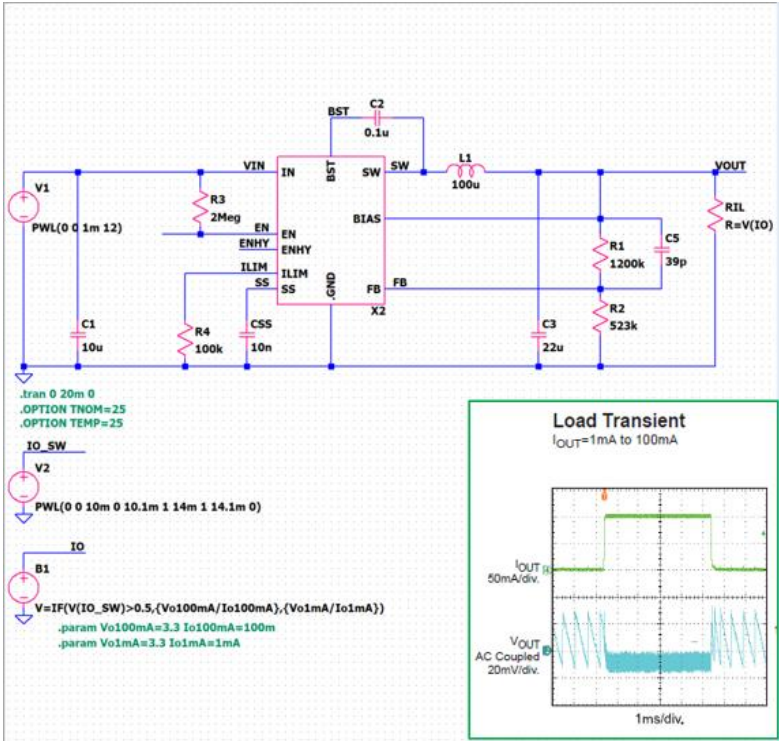 C2
BST
0.1u
VIN
IN
BST
SW
SW
L1
100u
VOUT
V1
PWL(0 0 1m 12)
R3
2Meg
BIAS
RIL
R=V(IO)
EN
EN
ENHY
ENHY
R1
1200k
C5
39p
ILIM
ILIM
SS
SS
.GND
FB
FB
X2
C1
10u
R4
100k
CSS
10n
C3
22u
R2
523k
.tran 0 20m 0
.OPTION TNOM=25
.OPTION TEMP=25
IO_SW
V2
PWL(0 0 10m 0 10.1m 1 14m 1 14.1m 0)
IO
B1
V=IF(V(IO_SW)>0.5,{Vo100mA/Io100mA},{Vo1mA/Io1mA})
.param Vo100mA=3.3 Io100mA=100m
.param Vo1mA=3.3 Io1mA=1mA
Load Transient
IOUT=1mA to 100mA
IOUT
50mA/div.
VOUT
AC Coupled
20mV/div.
1ms/div.